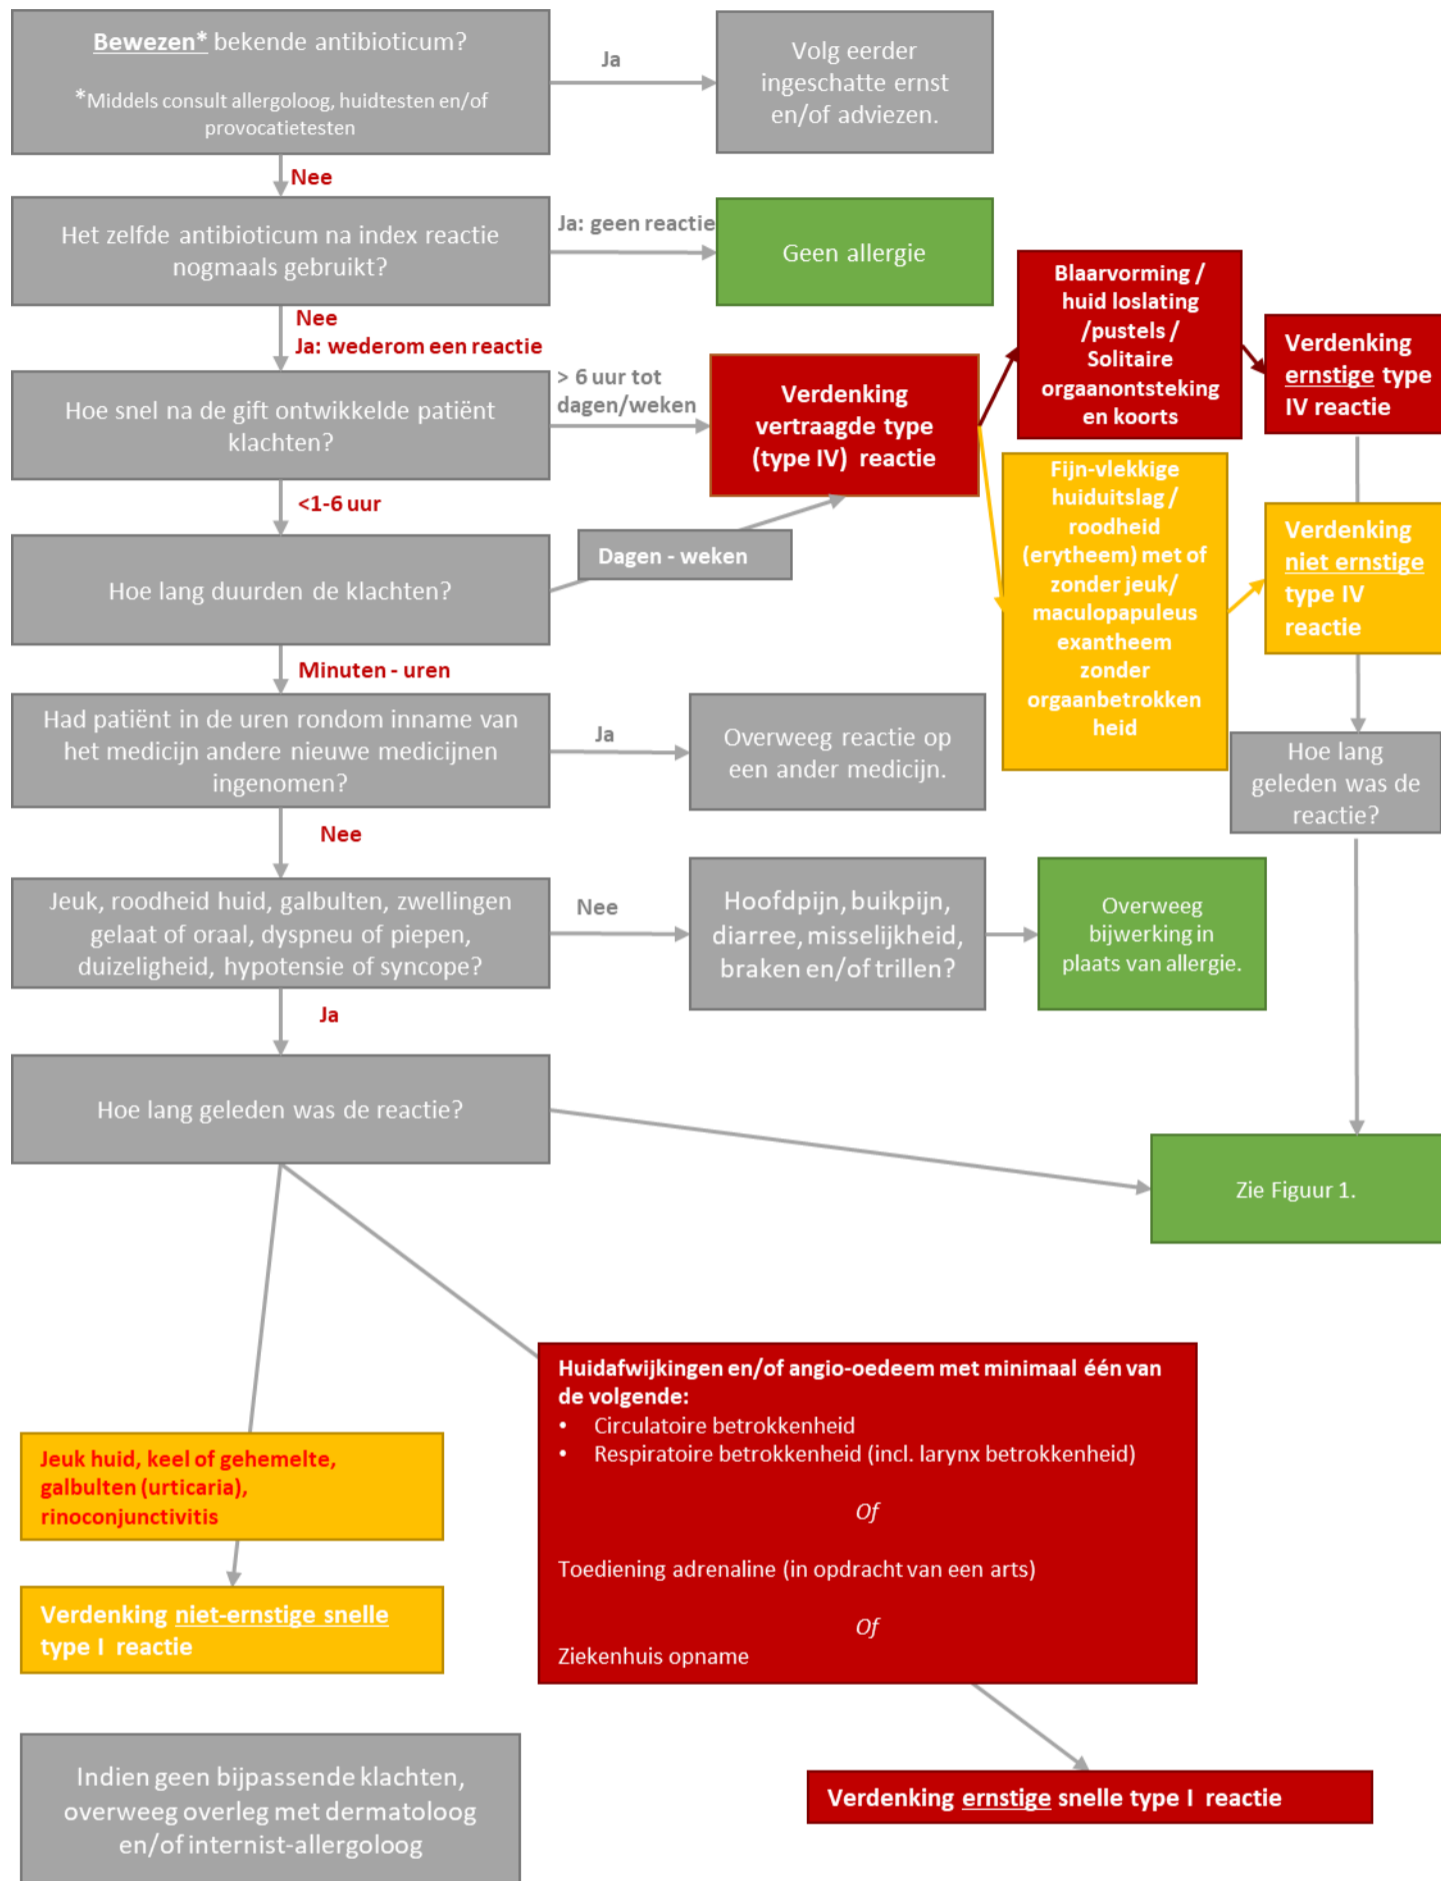 Bewezen* bekende antibioticum?
*Middels consult allergoloog, huidtesten en/of
provocatietesten
Ja
Volg eerder
ingeschatte ernst
en/of adviezen.
Nee
Het zelfde antibioticum na index reactie
nogmaals gebruikt?
Ja: geen reactie
Geen allergie
Nee
Ja: wederom een reactie
Hoe snel na de gift ontwikkelde patiënt
klachten?
> 6 uur tot
dagen/weken
Verdenking
vertraagde type
(type IV) reactie
Blaarvorming /
huid loslating
/pustels /
Solitaire
orgaanontsteking
en koorts
Verdenking
ernstige type
IV reactie
Fijn-vlekkige
huiduitslag /
roodheid
(erytheem) met of
zonder jeuk/
maculopapuleus
exantheem
zonder
orgaanbetrokken
heid
Verdenking
niet ernstige
type IV
reactie
<1-6 uur
Hoe lang duurden de klachten?
Dagen - weken
Minuten - uren
Had patiënt in de uren rondom inname van
het medicijn andere nieuwe medicijnen
ingenomen?
Ja
Overweeg reactie op
een ander medicijn.
Hoe lang
geleden was de
reactie?
Nee
Jeuk, roodheid huid, galbulten, zwellingen
gelaat of oraal, dyspneu of piepen,
duizeligheid, hypotensie of syncope?
Nee
Hoofdpijn, buikpijn,
diarree, misselijkheid,
braken en/of trillen?
Overweeg
bijwerking in
plaats van allergie.
Ja
Hoe lang geleden was de reactie?
Zie Figuur 1.
Huidafwijkingen en/of angio-oedeem met minimaal één van
de volgende:
• Circulatoire betrokkenheid
• Respiratoire betrokkenheid (incl. larynx betrokkenheid)
Of
Toediening adrenaline (in opdracht van een arts)
Of
Ziekenhuis opname
Jeuk huid, keel of gehemelte,
galbulten (urticaria),
rinoconjunctivitis
Verdenking niet-ernstige snelle
type I reactie
Indien geen bijpassende klachten,
overweeg overleg met dermatoloog
en/of internist-allergoloog
Verdenking ernstige snelle type I reactie